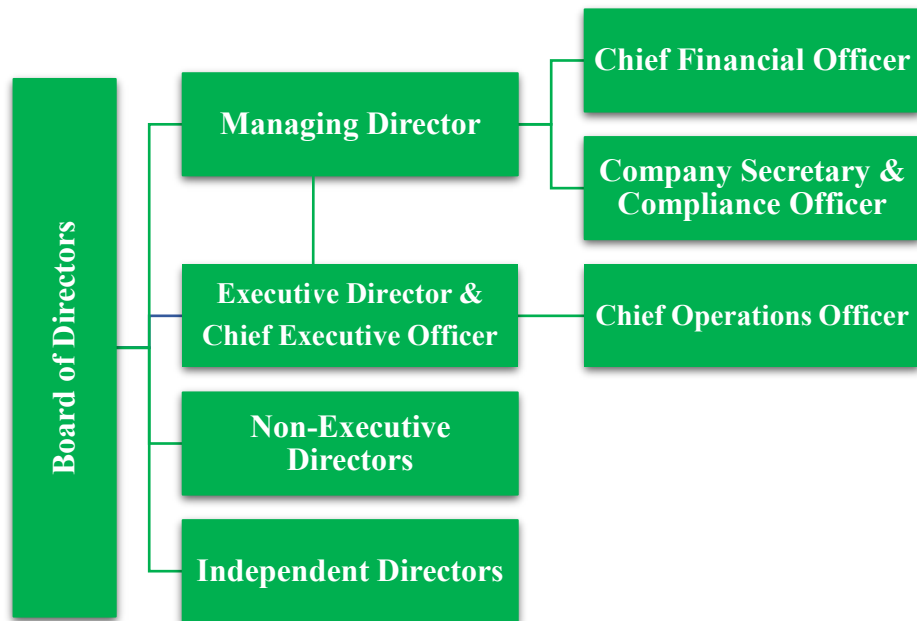 Board of Directors
Managing Director
Chief Financial Officer
Company Secretary &
Compliance Officer
Executive Director &
Chief Executive Officer
Chief Operations Officer
Non-Executive
Directors
Independent Directors